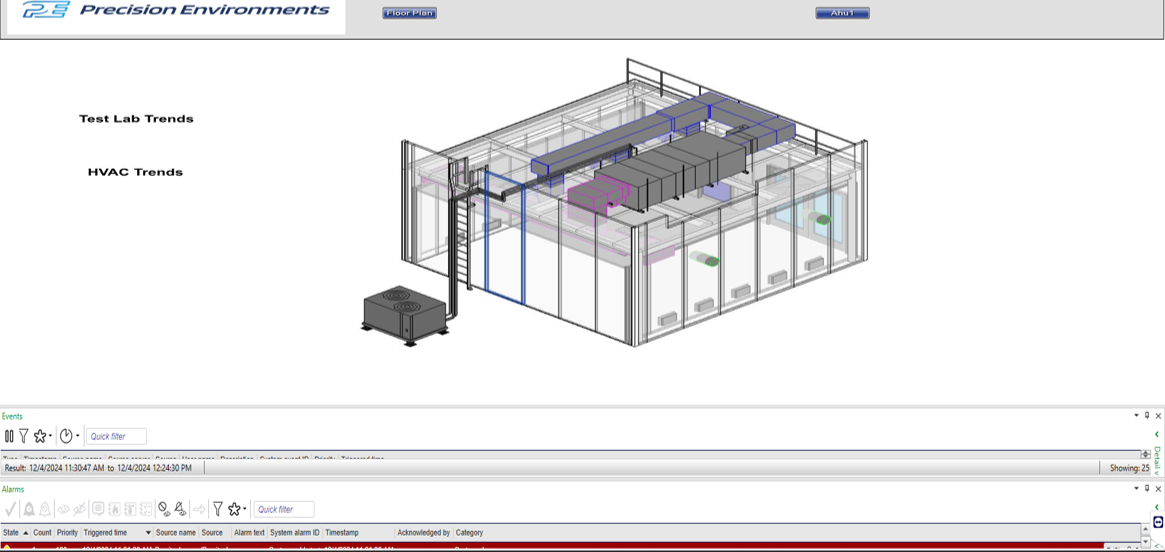 PE Precision Environments
Floor Plan
Ahu1
Test Lab Trends
HVAC Trends
Events
Quick filter
Result: 12/4/2024 11:30:47 AM to 12/4/2024 12:24:30 PM
Showing: 25
Detail v
Alarms
Quick filter
State Count Priority Triggered time Source name Source Alarm text System alarm ID Timestamp Acknowledged by Category